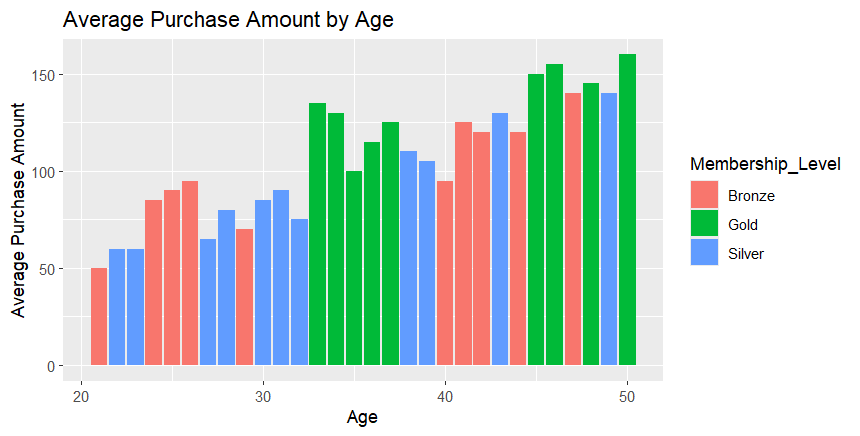 Average Purchase Amount by Age
150
100
50
0
Average Purchase Amount
20 30 40 50
Age
Membership_Level
Bronze
Gold
Silver